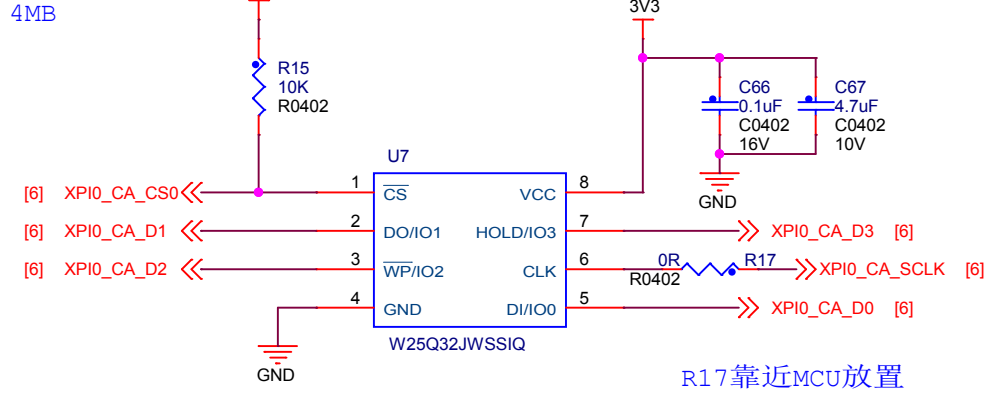 4MB
3V3
R15
10K
R0402
C66
0.1uF
C0402
16V
C67
4.7uF
C0402
10V
GND
U7
[6] XPI0_CA_CS0 1 CS VCC 8
[6] XPI0_CA_D1 2 DO/IO1 HOLD/IO3 7 XPI0_CA_D3 [6]
[6] XPI0_CA_D2 3 WP/IO2 CLK 6 0R R17 XPI0_CA_SCLK [6]
R0402
4 GND DI/IO0 5 XPI0_CA_D0 [6]
W25Q32JWSSIQ
GND
R17靠近MCU放置